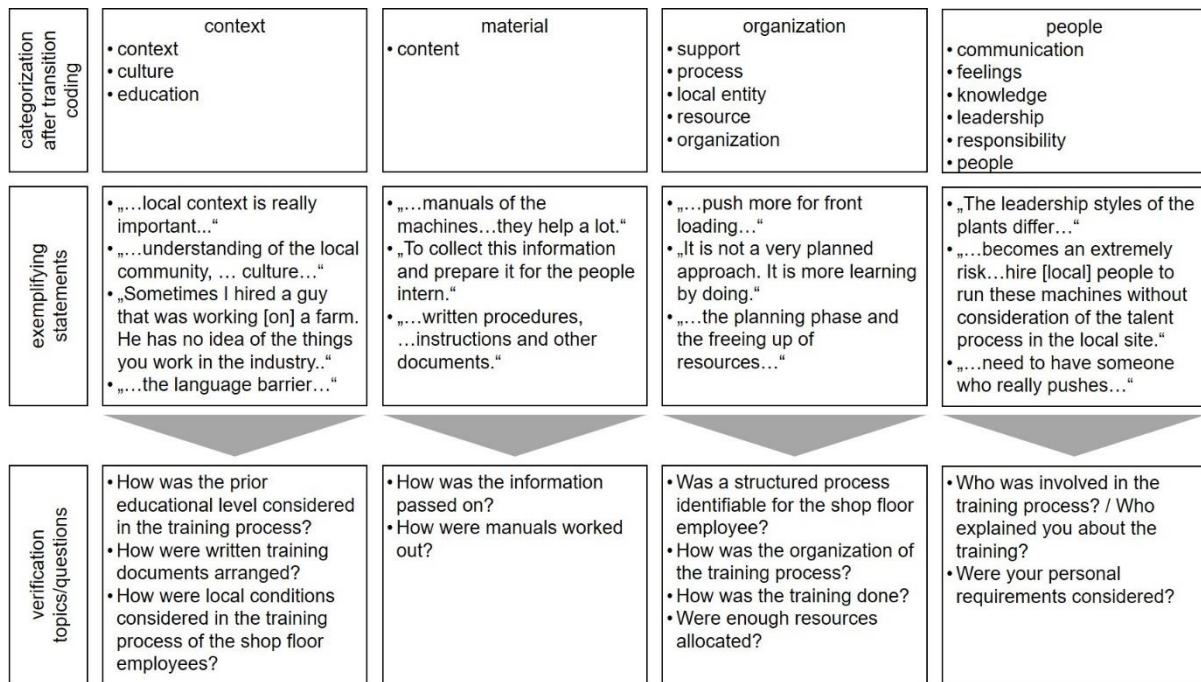 categorization
after transition
coding
context
• context
• culture
• education
material
• content
organization
• support
• process
• local entity
• resource
• organization
people
• communication
• feelings
• knowledge
• leadership
• responsibility
• people
exemplifying
statements
• „…local context is really
important...“
• „…understanding of the local
community, … culture…“
• „Sometimes I hired a guy
that was working [on] a farm.
He has no idea of the things
you work in the industry..“
• „…the language barrier…“
• „…manuals of the
machines…they help a lot.“
• „To collect this information
and prepare it for the people
intern.“
• „…written procedures,
…instructions and other
documents.“
• „…push more for front
loading…“
• „It is not a very planned
approach. It is more learning
by doing.“
• „…the planning phase and
the freeing up of
resources…“
• „The leadership styles of the
plants differ…“
• „…becomes an extremely
risk…hire [local] people to
run these machines without
consideration of the talent
process in the local site.“
• „…need to have someone
who really pushes…“
verification
topics/questions
• How was the prior
educational level considered
in the training process?
• How were written training
documents arranged?
• How were local conditions
considered in the training
process of the shop floor
employees?
• How was the information
passed on?
• How were manuals worked
out?
• Was a structured process
identifiable for the shop floor
employee?
• How was the organization of
the training process?
• How was the training done?
• Were enough resources
allocated?
• Who was involved in the
training process? / Who
explained you about the
training?
• Were your personal
requirements considered?